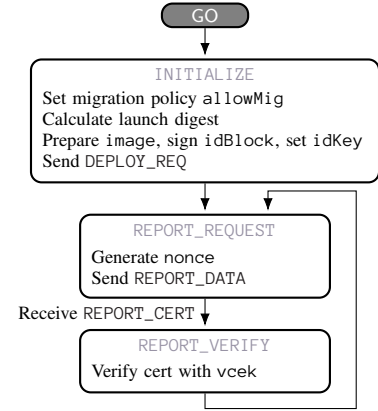 GO
INITIALIZE
Set migration policy allowMig
Calculate launch digest
Prepare image, sign idBlock, set idKey
Send DEPLOY_REQ
REPORT_REQUEST
Generate nonce
Send REPORT_DATA
Receive REPORT_CERT
REPORT_VERIFY
Verify cert with vcek